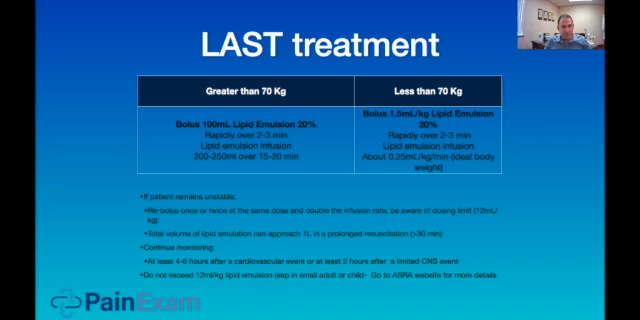 LAST treatment
Greater than 70 Kg
Less than 70 Kg
Bolus 100mL Lipid Emulsion 20%
Rapidly over 2-3 min
Lipid emulsion infusion
200-250ml over 15-20 min
Bolus 1.5mL/kg Lipid Emulsion
20%
Rapidly over 2-3 min
Lipid emulsion infusion
About 0.25mL/kg/min (ideal body
weight)
•If patient remains unstable:
•Re-bolus once or twice at the same dose and double the infusion rate; be aware of dosing limit (12mL/
kg)
•Total volume of lipid emulation can approach 1L in a prolonged resuscitation (>30 min)
•Continue monitoring
•At least 4-6 hours after a cardiovascular event or at least 2 hours after a limited CNS event
•Do not exceed 12ml/kg lipid emulsion (esp in small adult or child- Go to ASRA website for more details
PainExam